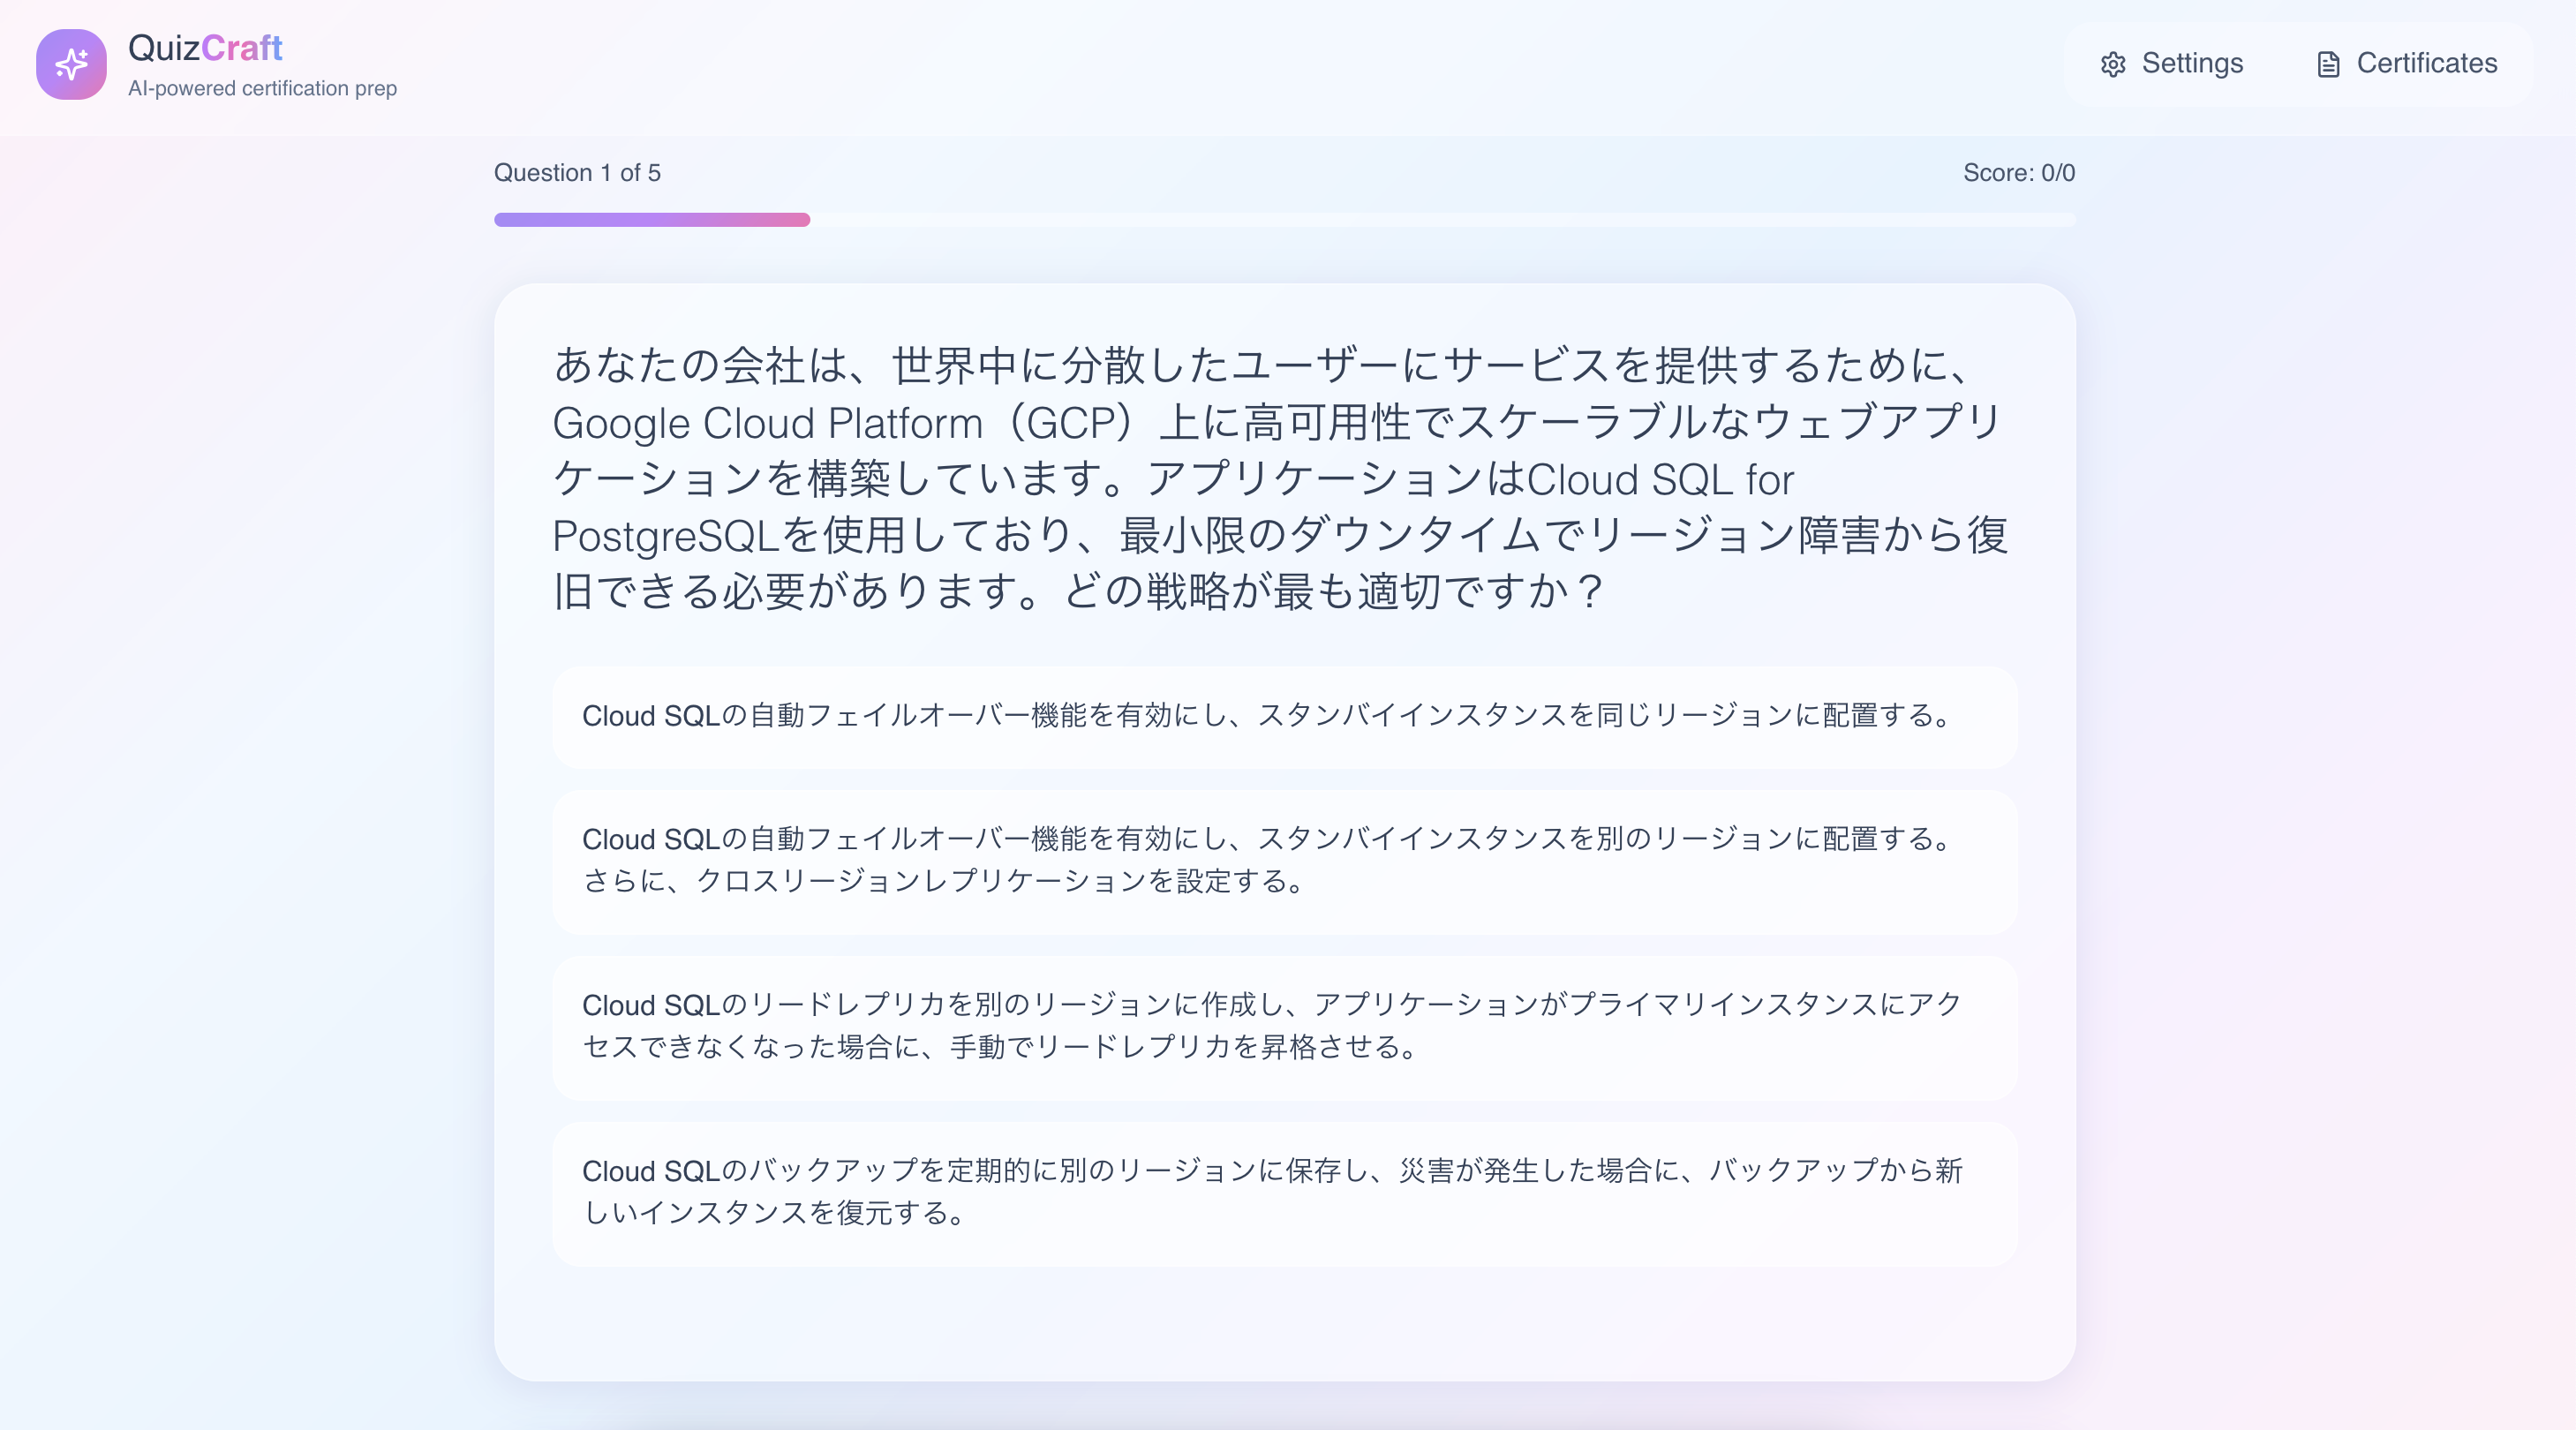 QuizCraft
AI-powered certification prep
Settings
Certificates
Question 1 of 5
Score: 0/0
あなたの会社は、世界中に分散したユーザーにサービスを提供するために、
Google Cloud Platform（GCP）上に高可用性でスケーラブルなウェブアプリ
ケーションを構築しています。アプリケーションはCloud SQL for
PostgreSQLを使用しており、最小限のダウンタイムでリージョン障害から復
旧できる必要があります。どの戦略が最も適切ですか？
Cloud SQLの自動フェイルオーバー機能を有効にし、スタンバイインスタンスを同じリージョンに配置する。
Cloud SQLの自動フェイルオーバー機能を有効にし、スタンバイインスタンスを別のリージョンに配置する。
さらに、クロスリージョンレプリケーションを設定する。
Cloud SQLのリードレプリカを別のリージョンに作成し、アプリケーションがプライマリインスタンスにアク
セスできなくなった場合に、手動でリードレプリカを昇格させる。
Cloud SQLのバックアップを定期的に別のリージョンに保存し、災害が発生した場合に、バックアップから新
しいインスタンスを復元する。